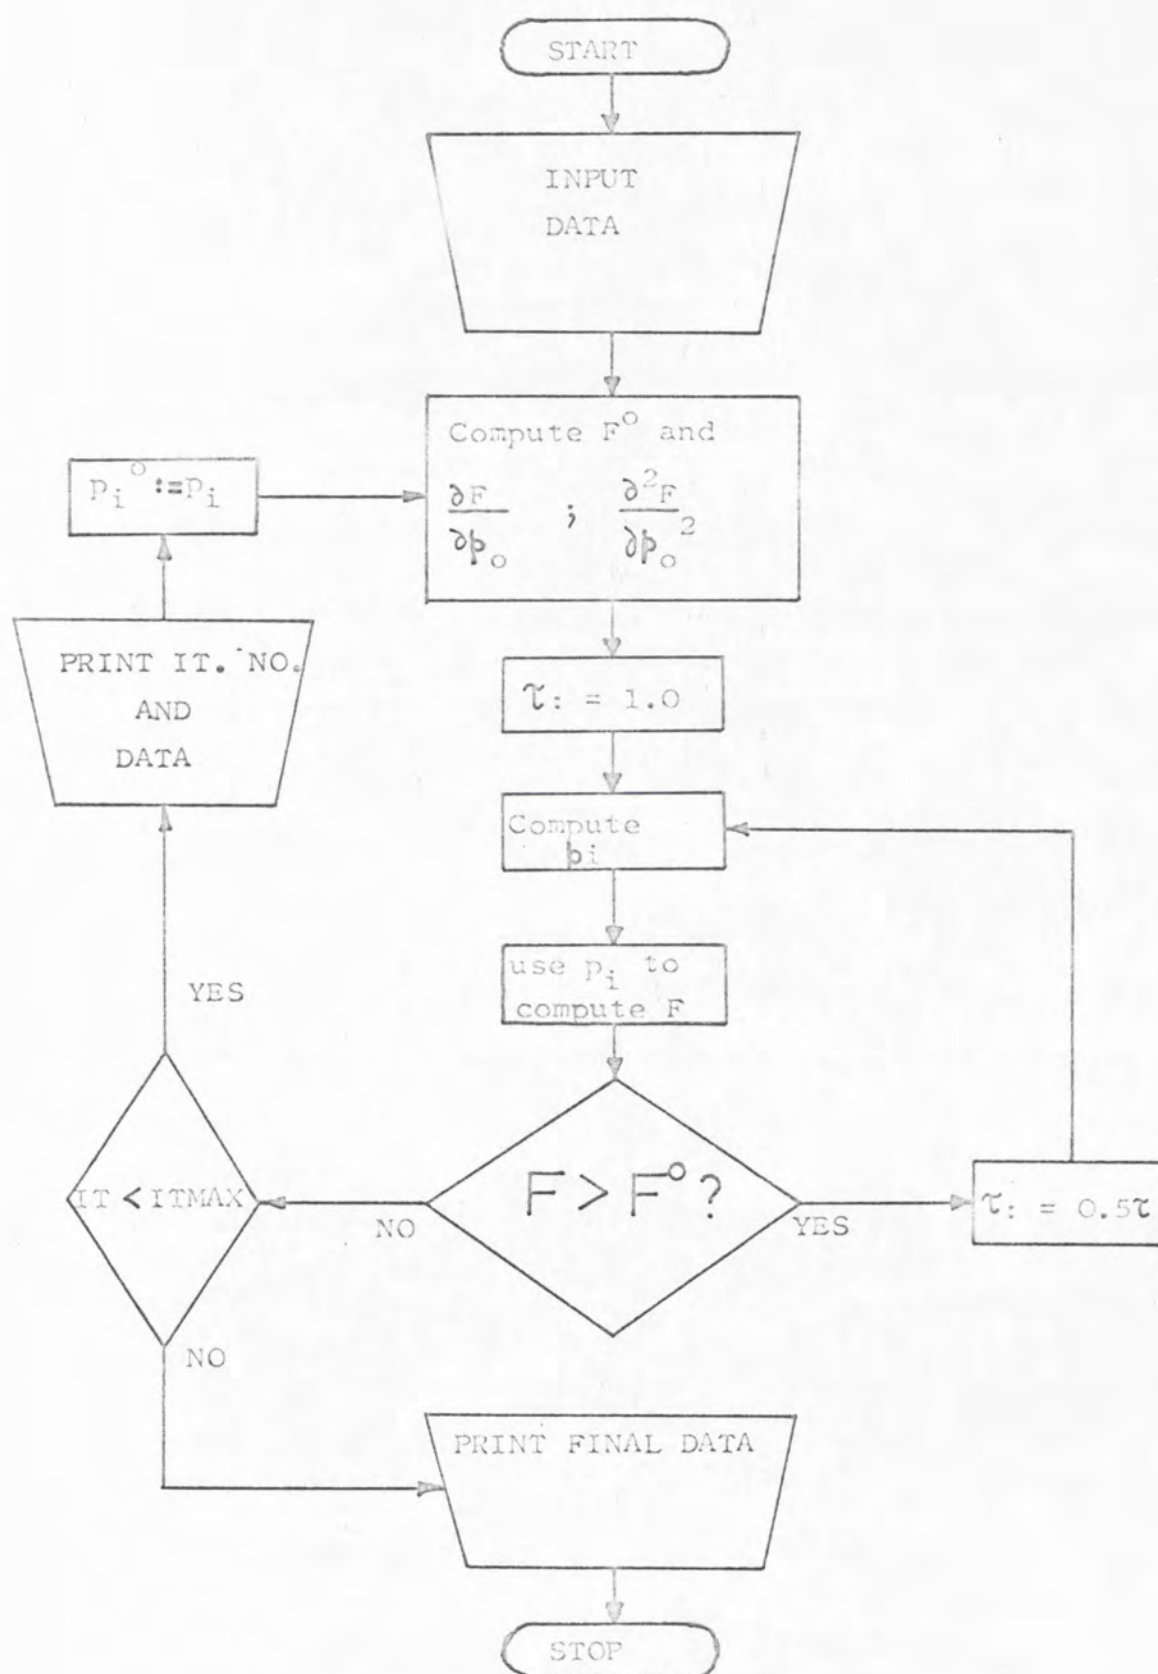 START
INPUT
DATA
Compute F° and
∂F/∂p₀ ; ∂²F/∂p₀²
pᵢ° :=pᵢ
PRINT IT. NO.
AND
DATA
τ: = 1.0
Compute
pi
use pᵢ to
compute F
YES
F > F° ?
IT < ITMAX
NO
YES
τ: = 0.5τ
NO
PRINT FINAL DATA
STOP